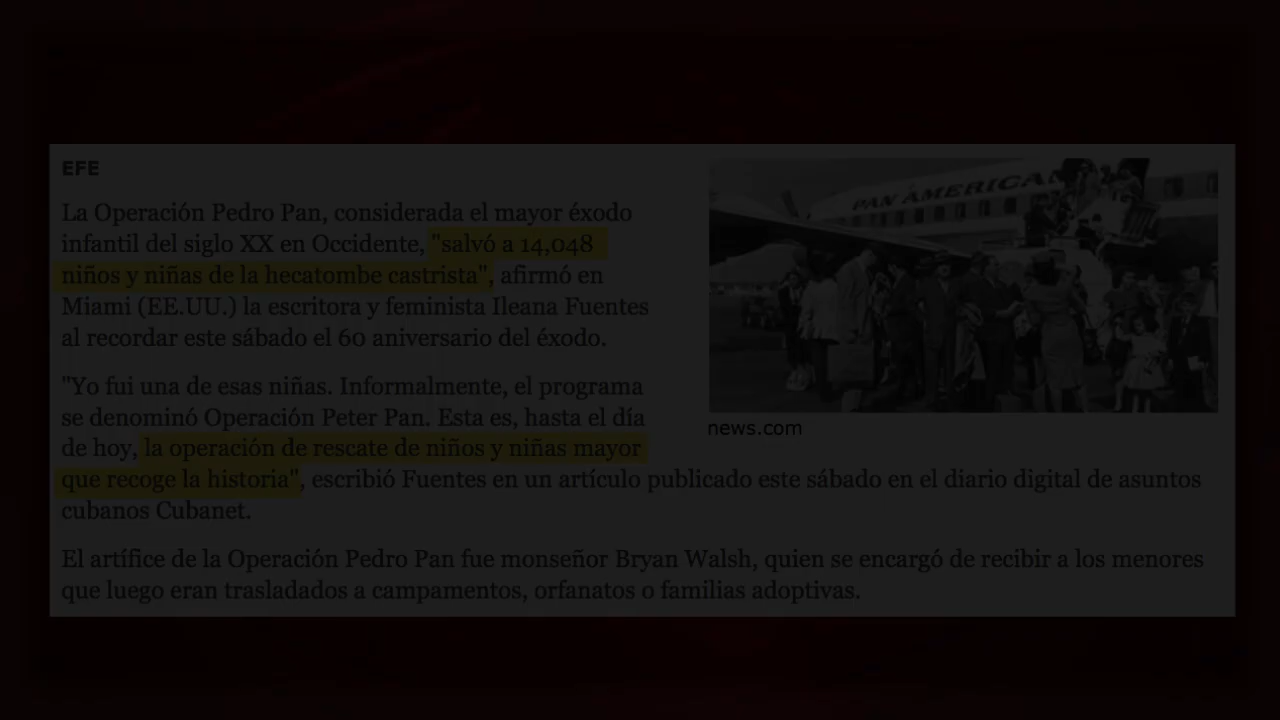 EFE
La Operación Pedro Pan, considerada el mayor éxodo
infantil del siglo XX en Occidente, "salvó a 14,048
niños y niñas de la hecatombe castrista", afirmó en
Miami (EE.UU.) la escritora y feminista Ileana Fuentes
al recordar este sábado el 60 aniversario del éxodo.
"Yo fui una de esas niñas. Informalmente, el programa
se denominó Operación Peter Pan. Esta es, hasta el día
de hoy, la operación de rescate de niños y niñas mayor
que recoge la historia", escribió Fuentes en un artículo publicado este sábado en el diario digital de asuntos
cubanos Cubanet.
El artífice de la Operación Pedro Pan fue monseñor Bryan Walsh, quien se encargó de recibir a los menores
que luego eran trasladados a campamentos, orfanatos o familias adoptivas.
PAN AMERICAN
news.com